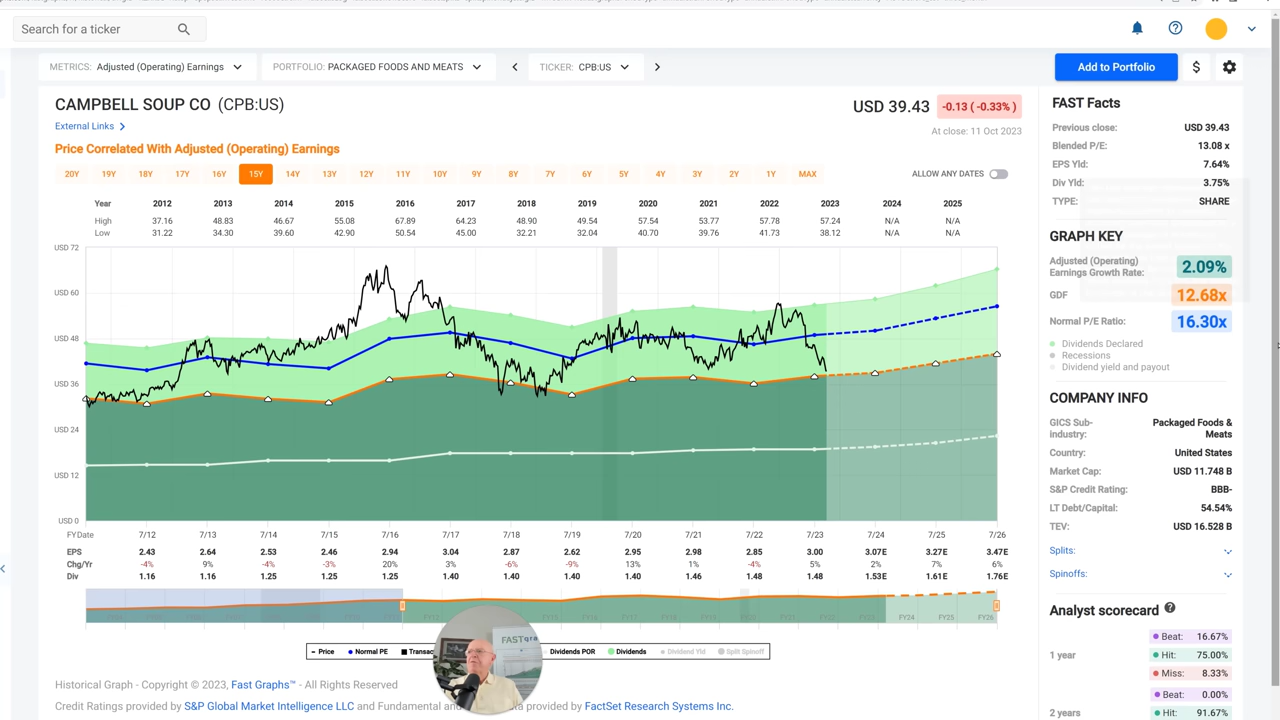 Search for a ticker
METRICS: Adjusted (Operating) Earnings
PORTFOLIO: PACKAGED FOODS AND MEATS
TICKER: CPB:US
Add to Portfolio
$
CAMPBELL SOUP CO (CPB:US)
USD 39.43 -0.13 ( -0.33% )
External Links
At close: 11 Oct 2023
Price Correlated With Adjusted (Operating) Earnings
20Y 19Y 18Y 17Y 16Y 15Y 14Y 13Y 12Y 11Y 10Y 9Y 8Y 7Y 6Y 5Y 4Y 3Y 2Y 1Y MAX
ALLOW ANY DATES
Year 2012 2013 2014 2015 2016 2017 2018 2019 2020 2021 2022 2023 2024 2025
High 37.16 48.83 46.67 55.08 67.89 64.23 48.90 49.54 57.54 53.77 57.78 57.24 N/A N/A
Low 31.22 34.30 39.60 42.90 50.54 45.00 32.21 32.04 40.70 39.76 41.73 38.12 N/A N/A
USD 72
USD 60
USD 48
USD 36
USD 24
USD 12
USD 0
FYDate 7/12 7/13 7/14 7/15 7/16 7/17 7/18 7/19 7/20 7/21 7/22 7/23 7/24 7/25 7/26
EPS 2.43 2.64 2.53 2.46 2.94 3.04 2.87 2.62 2.95 2.98 2.85 3.00 3.07E 3.27E 3.47E
Chg/Yr -4% 9% -4% -3% 20% 3% -6% -9% 13% 1% -4% 5% 2% 7% 6%
Div 1.16 1.16 1.25 1.25 1.25 1.40 1.40 1.40 1.40 1.46 1.48 1.48 1.53E 1.61E 1.76E
FY24 FY25 FY26
Price Normal PE Transac Dividends POR Dividends Dividend Yld Split Spinoff
FASTgra
Historical Graph - Copyright © 2023, Fast Graphs™ - All Rights Reserved
Credit Ratings provided by S&P Global Market Intelligence LLC and Fundamental and provided by FactSet Research Systems Inc.
FAST Facts
Previous close: USD 39.43
Blended P/E: 13.08 x
EPS Yld: 7.64%
Div Yld: 3.75%
TYPE: SHARE
GRAPH KEY
Adjusted (Operating)
Earnings Growth Rate: 2.09%
GDF 12.68x
Normal P/E Ratio: 16.30x
Dividends Declared
Recessions
Dividend yield and payout
COMPANY INFO
GICS Sub-
industry: Packaged Foods &
Meats
Country: United States
Market Cap: USD 11.748 B
S&P Credit Rating: BBB-
LT Debt/Capital: 54.54%
TEV: USD 16.528 B
Splits:
Spinoffs:
Analyst scorecard
Beat: 16.67%
1 year Hit: 75.00%
Miss: 8.33%
Beat: 0.00%
2 years Hit: 91.67%